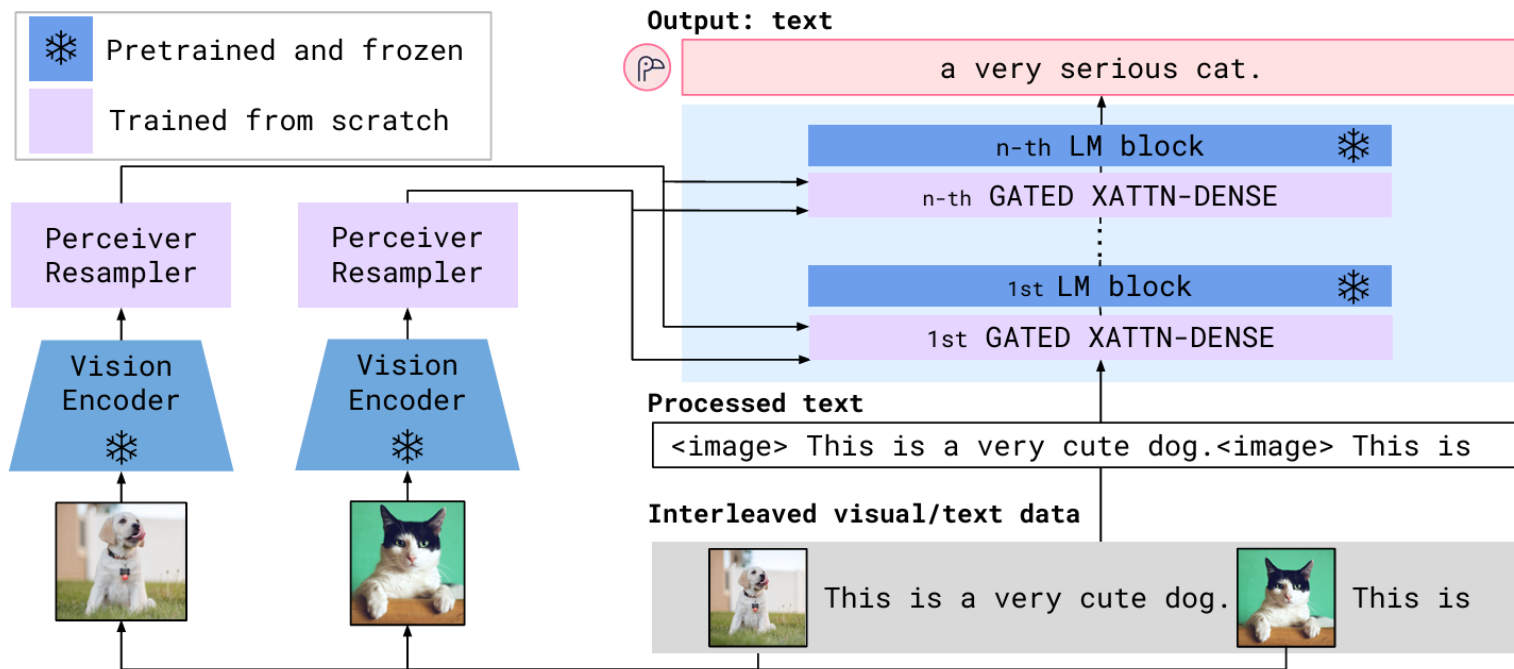 Pretrained and frozen
Trained from scratch
Perceiver
Resampler
Perceiver
Resampler
Vision
Encoder
Vision
Encoder
Output: text
a very serious cat.
n-th LM block
n-th GATED XATTN-DENSE
1st LM block
1st GATED XATTN-DENSE
Processed text
<image> This is a very cute dog.<image> This is
Interleaved visual/text data
This is a very cute dog. This is